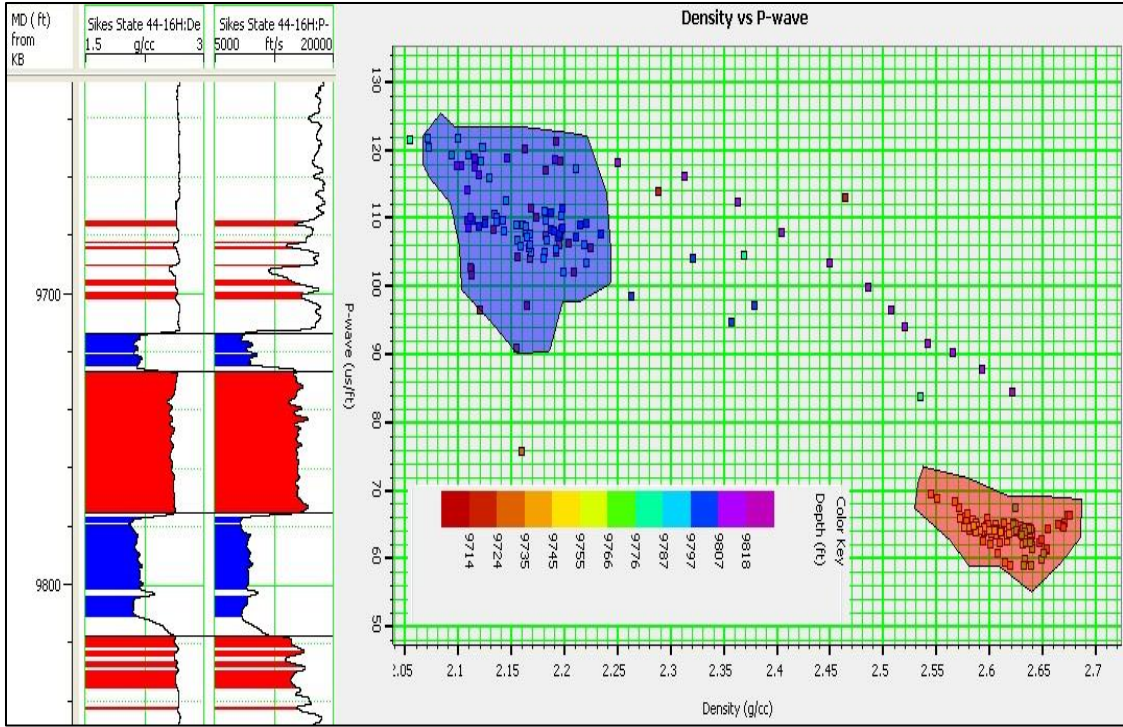 MD ( ft)
from
KB
Sikes State 44-16H:De
1.5 g/cc 3
Sikes State 44-16H:P-
5000 ft/s 20000
9700
9800
Density vs P-wave
P-wave (us/ft)
130
120
110
100
90
80
70
60
50
2.05 2.1 2.15 2.2 2.25 2.3 2.35 2.4 2.45 2.5 2.55 2.6 2.65 2.7
Density (g/cc)
Color Key
Depth (ft)
9714
9724
9735
9745
9755
9766
9776
9787
9797
9807
9818